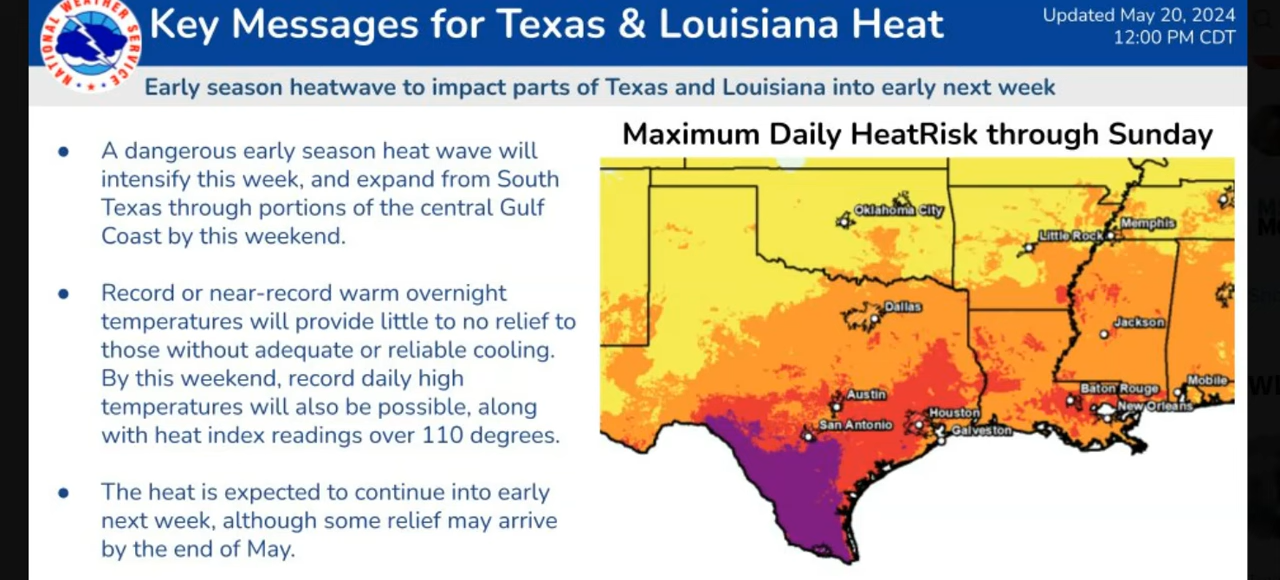 NATIONAL WEATHER SERVICE
Key Messages for Texas & Louisiana Heat
Updated May 20, 2024
12:00 PM CDT
Early season heatwave to impact parts of Texas and Louisiana into early next week
● A dangerous early season heat wave will
intensify this week, and expand from South
Texas through portions of the central Gulf
Coast by this weekend.
● Record or near-record warm overnight
temperatures will provide little to no relief to
those without adequate or reliable cooling.
By this weekend, record daily high
temperatures will also be possible, along
with heat index readings over 110 degrees.
● The heat is expected to continue into early
next week, although some relief may arrive
by the end of May.
Maximum Daily HeatRisk through Sunday
Oklahoma City
Memphis
Little Rock
Dallas
Jackson
Austin
Baton Rouge
Mobile
New Orleans
Houston
San Antonio
Galveston